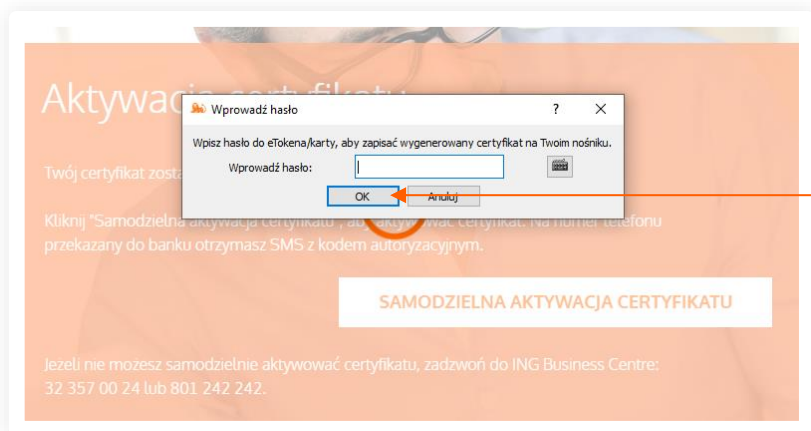 Aktywacja certyfikatu
Wprowadź hasło
Wpisz hasło do eTokena/karty, aby zapisać wygenerowany certyfikat na Twoim nośniku.
Wprowadź hasło:
OK Anuluj
Twój certyfikat zosta
Kliknij "Samodzielna aktywacja certyfikatu", aby aktywować certyfikat. Na numer telefonu
przekazany do banku otrzymasz SMS z kodem autoryzacyjnym.
SAMODZIELNA AKTYWACJA CERTYFIKATU
Jeżeli nie możesz samodzielnie aktywować certyfikatu, zadzwoń do ING Business Centre:
32 357 00 24 lub 801 242 242.